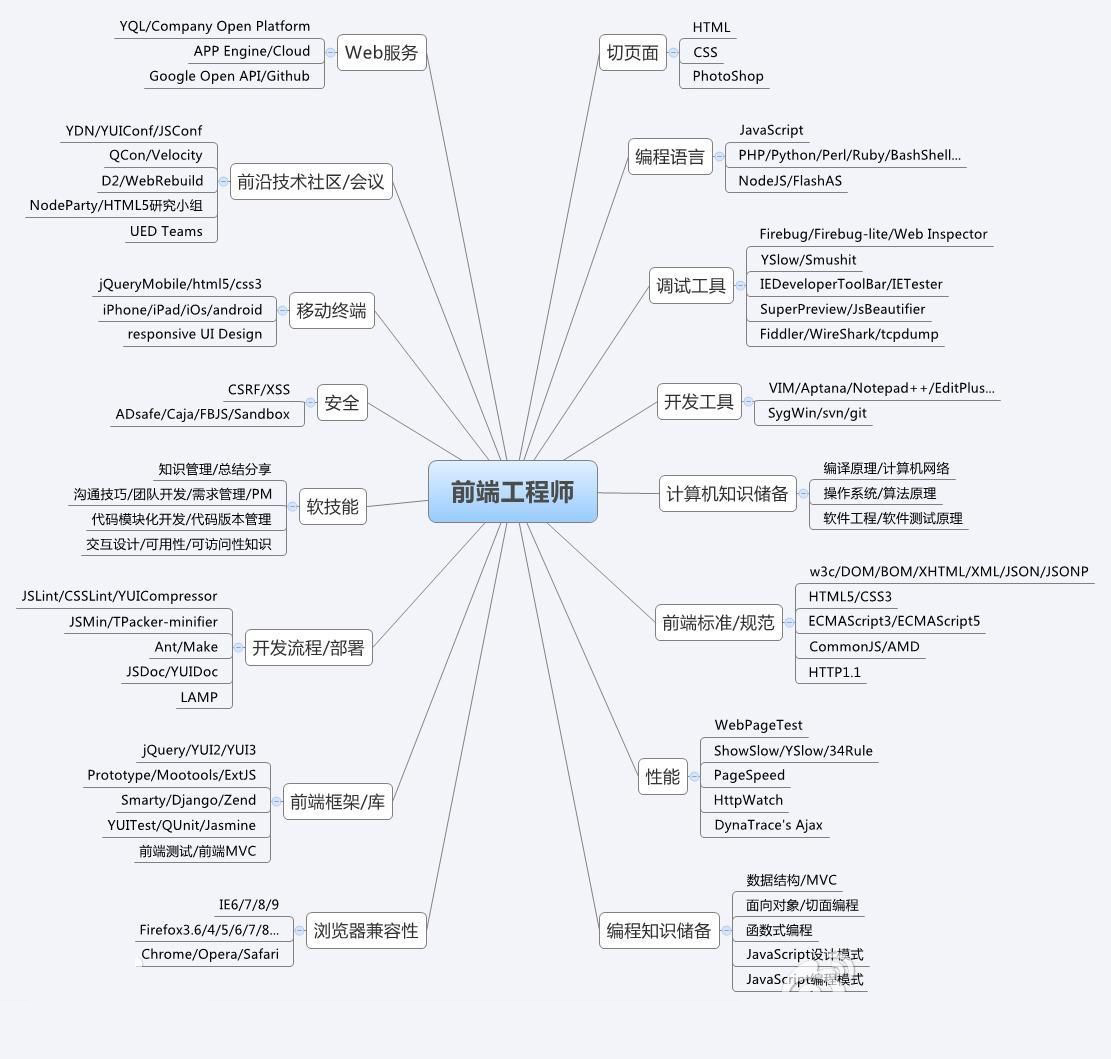 前端工程师
切页面
HTML
CSS
PhotoShop
编程语言
JavaScript
PHP/Python/Perl/Ruby/BashShell...
NodeJS/FlashAS
调试工具
Firebug/Firebug-lite/Web Inspector
YSlow/Smushit
IEDeveloperToolBar/IETester
SuperPreview/JsBeautifier
Fiddler/WireShark/tcpdump
开发工具
VIM/Aptana/Notepad++/EditPlus...
SygWin/svn/git
计算机知识储备
编译原理/计算机网络
操作系统/算法原理
软件工程/软件测试原理
前端标准/规范
w3c/DOM/BOM/XHTML/XML/JSON/JSONP
HTML5/CSS3
ECMAScript3/ECMAScript5
CommonJS/AMD
HTTP1.1
性能
WebPageTest
ShowSlow/YSlow/34Rule
PageSpeed
HttpWatch
DynaTrace's Ajax
编程知识储备
数据结构/MVC
面向对象/切面编程
函数式编程
JavaScript设计模式
JavaScript编程模式
Web服务
YQL/Company Open Platform
APP Engine/Cloud
Google Open API/Github
前沿技术社区/会议
YDN/YUIConf/JSConf
QCon/Velocity
D2/WebRebuild
NodeParty/HTML5研究小组
UED Teams
移动终端
jQueryMobile/html5/css3
iPhone/iPad/iOs/android
responsive UI Design
安全
CSRF/XSS
ADsafe/Caja/FBJS/Sandbox
软技能
知识管理/总结分享
沟通技巧/团队开发/需求管理/PM
代码模块化开发/代码版本管理
交互设计/可用性/可访问性知识
开发流程/部署
JSLint/CSSLint/YUICompressor
JSMin/TPacker-minifier
Ant/Make
JSDoc/YUIDoc
LAMP
前端框架/库
jQuery/YUI2/YUI3
Prototype/Mootools/ExtJS
Smarty/Django/Zend
YUITest/QUnit/Jasmine
前端测试/前端MVC
浏览器兼容性
IE6/7/8/9
Firefox3.6/4/5/6/7/8...
Chrome/Opera/Safari